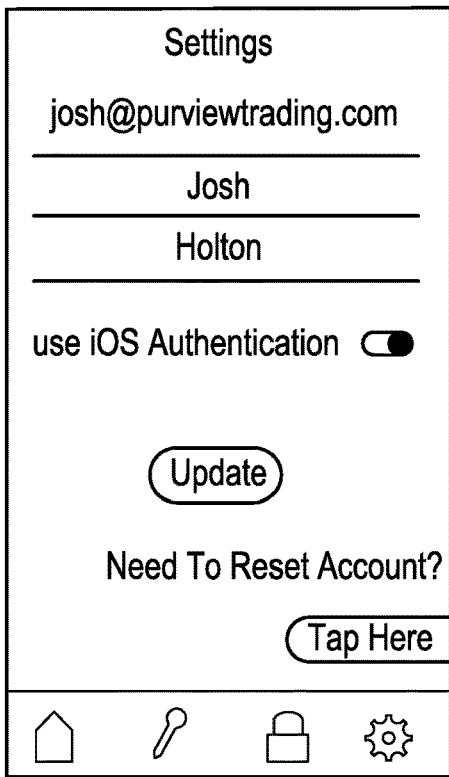 Settings
josh@purviewtrading.com
Josh
Holton
use iOS Authentication
Update
Need To Reset Account?
Tap Here